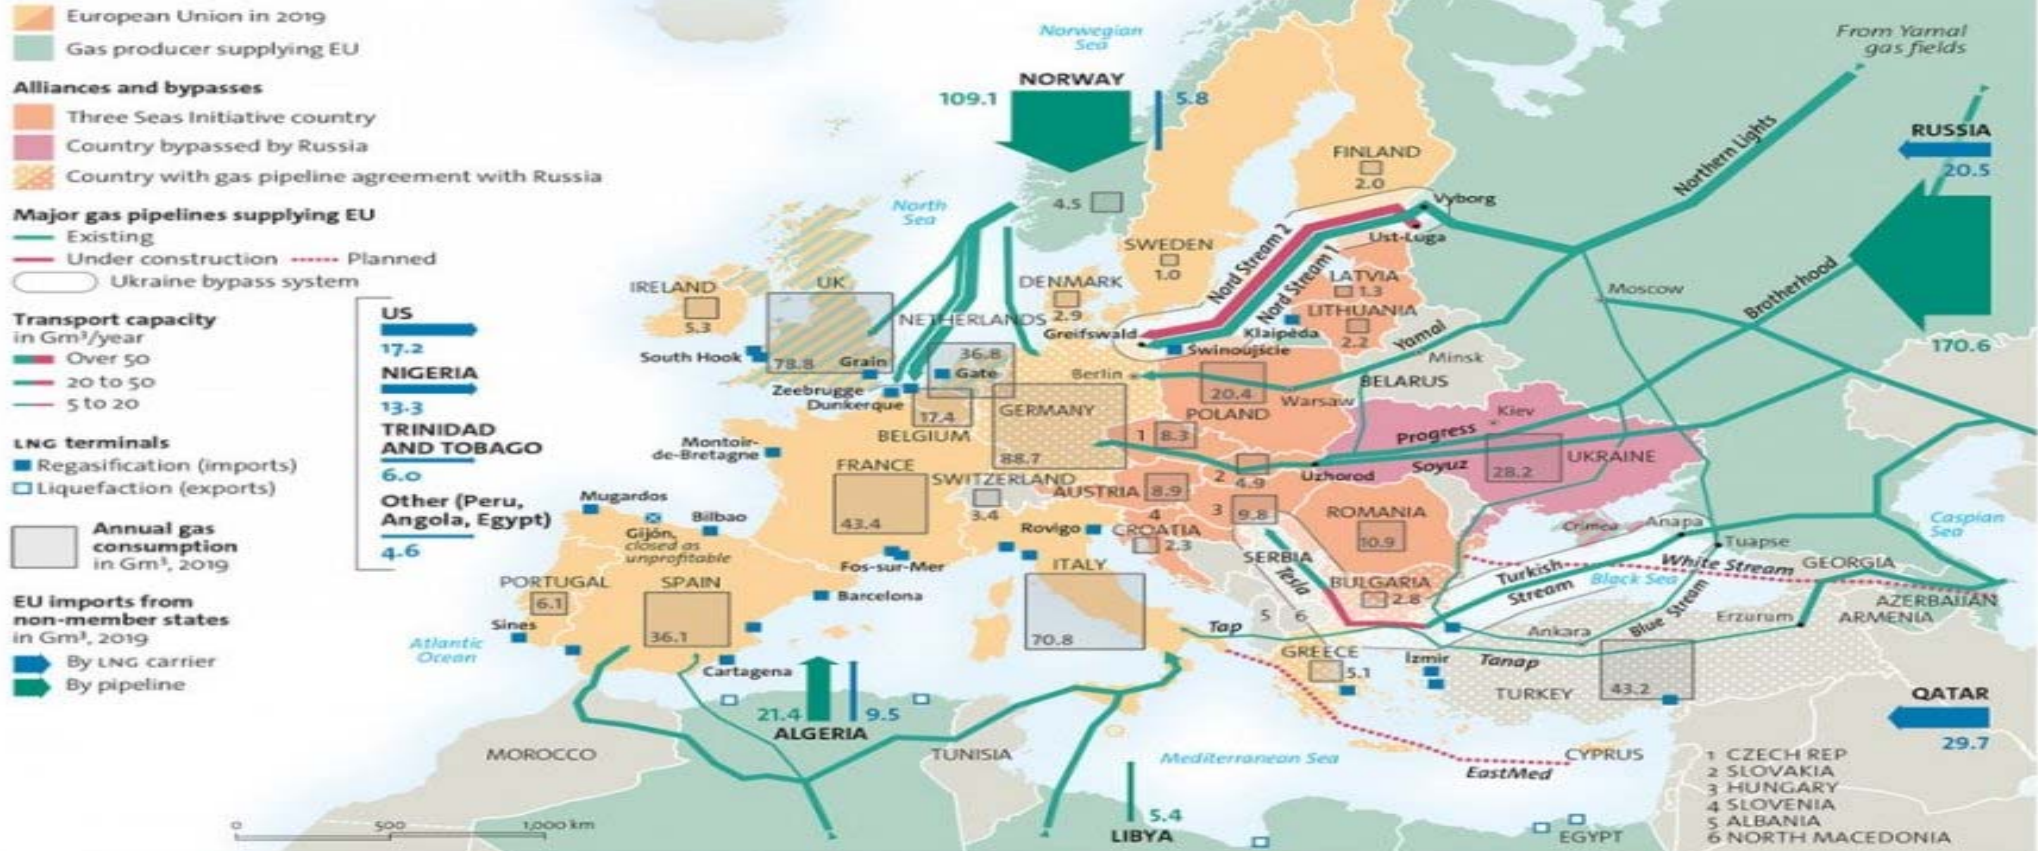 European Union in 2019
Gas producer supplying EU
Alliances and bypasses
Three Seas Initiative country
Country bypassed by Russia
Country with gas pipeline agreement with Russia
Major gas pipelines supplying EU
Existing
Under construction
Planned
Ukraine bypass system
Transport capacity
in Gm³/year
Over 50
20 to 50
5 to 20
LNG terminals
Regasification (imports)
Liquefaction (exports)
Annual gas
consumption
in Gm³, 2019
EU imports from
non-member states
in Gm³, 2019
By LNG carrier
By pipeline
US
17.2
NIGERIA
13.3
TRINIDAD
AND TOBAGO
6.0
Other (Peru,
Angola, Egypt)
4.6
Norwegian
Sea
NORWAY
109.1
5.8
4.5
North
Sea
FINLAND
2.0
SWEDEN
1.0
Vyborg
Ust-Luga
Nord Stream 2
Nord Stream 1
From Yamal
gas fields
Northern Lights
RUSSIA
20.5
170.6
Brotherhood
Moscow
IRELAND
5.3
UK
78.8
South Hook
Grain
DENMARK
2.9
NETHERLANDS
36.8
Gate
Greifswald
LATVIA
1.3
LITHUANIA
2.2
Klaipėda
Świnoujście
Yamal
Minsk
BELARUS
Zeebrugge
Dunkerque
17.4
BELGIUM
Berlin
GERMANY
88.7
20.4
POLAND
Warsaw
1
8.3
Kiev
Progress
Soyuz
28.2
UKRAINE
Uzhorod
2
4.9
Montoir-
de-Bretagne
FRANCE
43.4
SWITZERLAND
3.4
AUSTRIA
8.9
3
9.8
4
CROATIA
2.3
ROMANIA
10.9
Mugardos
Gijón,
closed as
unprofitable
Bilbao
Fos-sur-Mer
Rovigo
ITALY
70.8
SERBIA
Tesla
BULGARIA
2.8
Crimea
Anapa
Tuapse
Caspian
Sea
Turkish
Stream
Black Sea
White Stream
GEORGIA
AZERBAIJAN
ARMENIA
Blue Stream
Erzurum
Ankara
PORTUGAL
6.1
Sines
SPAIN
36.1
Barcelona
Cartagena
Atlantic
Ocean
5
6
Tap
GREECE
5.1
İzmir
Tanap
TURKEY
43.2
QATAR
29.7
21.4
9.5
ALGERIA
MOROCCO
TUNISIA
Mediterranean Sea
EastMed
CYPRUS
5.4
LIBYA
EGYPT
1 CZECH REP
2 SLOVAKIA
3 HUNGARY
4 SLOVENIA
5 ALBANIA
6 NORTH MACEDONIA
0
500
1,000 km